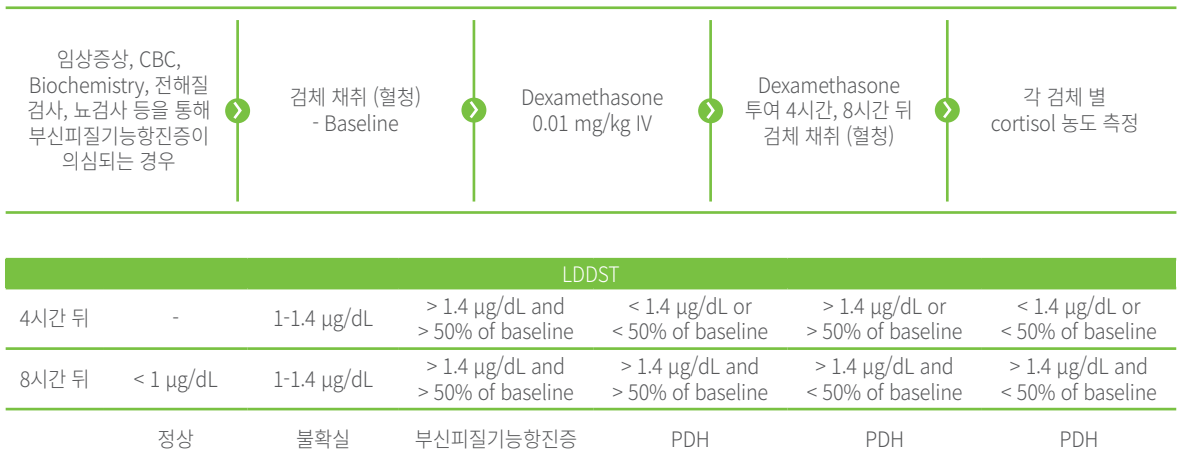 임상증상, CBC,
Biochemistry, 전해질
검사, 뇨검사 등을 통해
부신피질기능항진증이
의심되는 경우
검체 채취 (혈청)
- Baseline
Dexamethasone
0.01 mg/kg IV
Dexamethasone
투여 4시간, 8시간 뒤
검체 채취 (혈청)
각 검체 별
cortisol 농도 측정
LDDST
4시간 뒤 - 1-1.4 µg/dL > 1.4 µg/dL and > 50% of baseline < 1.4 µg/dL or < 50% of baseline > 1.4 µg/dL or > 50% of baseline < 1.4 µg/dL or < 50% of baseline
8시간 뒤 < 1 µg/dL 1-1.4 µg/dL > 1.4 µg/dL and > 50% of baseline > 1.4 µg/dL and > 50% of baseline > 1.4 µg/dL and < 50% of baseline > 1.4 µg/dL and < 50% of baseline
정상 불확실 부신피질기능항진증 PDH PDH PDH